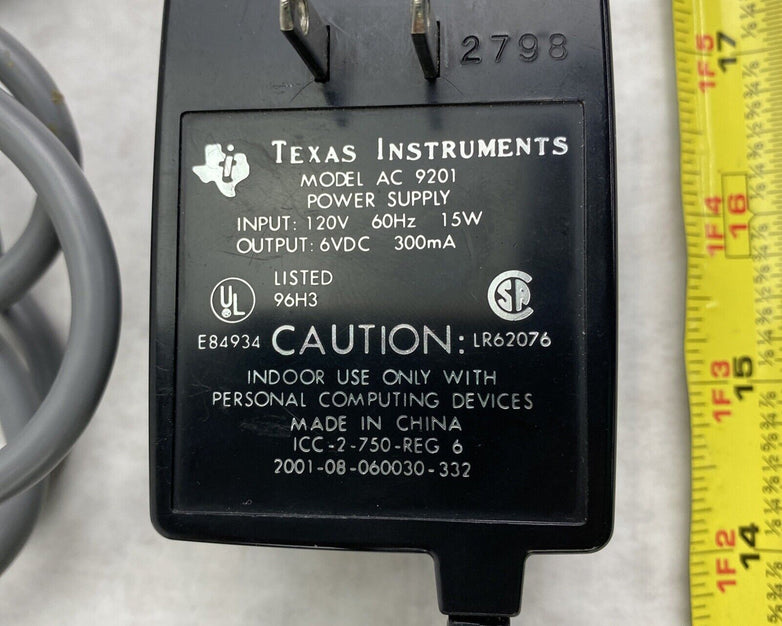 2798
TEXAS INSTRUMENTS
MODEL AC 9201
POWER SUPPLY
INPUT: 120V 60Hz 15W
OUTPUT: 6VDC 300mA
UL
LISTED
96H3
E84934
CAUTION:
LR62076
INDOOR USE ONLY WITH
PERSONAL COMPUTING DEVICES
MADE IN CHINA
ICC-2-750-REG 6
2001-08-060030-332
1F5
17
1F4
16
1F3
15
1F2
14